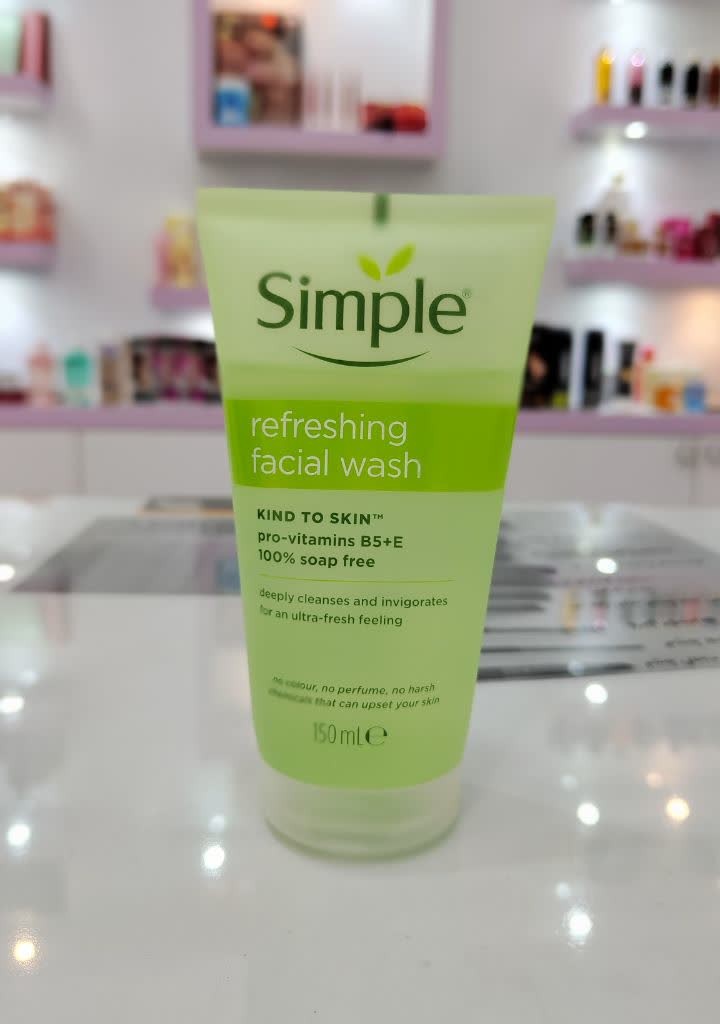 Simple®
refreshing
facial wash
KIND TO SKIN™
pro-vitamins B5+E
100% soap free
deeply cleanses and invigorates
for an ultra-fresh feeling
no colour, no perfume, no harsh
chemicals that can upset your skin
150 mL℮